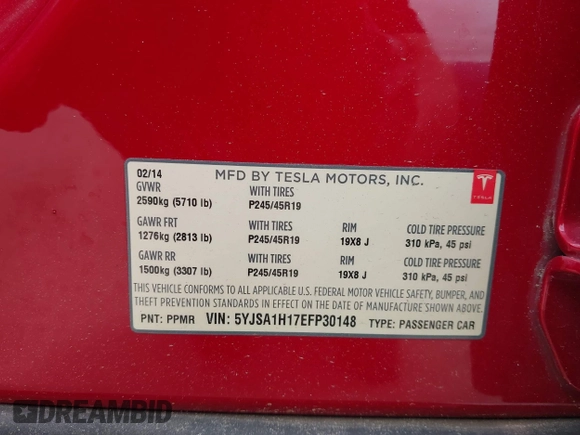 02/14 MFD BY TESLA MOTORS, INC.
GVWR WITH TIRES
2590kg (5710 lb) P245/45R19
TESLA
GAWR FRT WITH TIRES RIM COLD TIRE PRESSURE
1276kg (2813 lb) P245/45R19 19X8 J 310 kPa, 45 psi
GAWR RR WITH TIRES RIM COLD TIRE PRESSURE
1500kg (3307 lb) P245/45R19 19X8 J 310 kPa, 45 psi
THIS VEHICLE CONFORMS TO ALL APPLICABLE U.S. FEDERAL MOTOR VEHICLE SAFETY, BUMPER, AND
THEFT PREVENTION STANDARDS IN EFFECT ON THE DATE OF MANUFACTURE SHOWN ABOVE.
PNT: PPMR VIN: 5YJSA1H17EFP30148 TYPE: PASSENGER CAR
DREAMBID